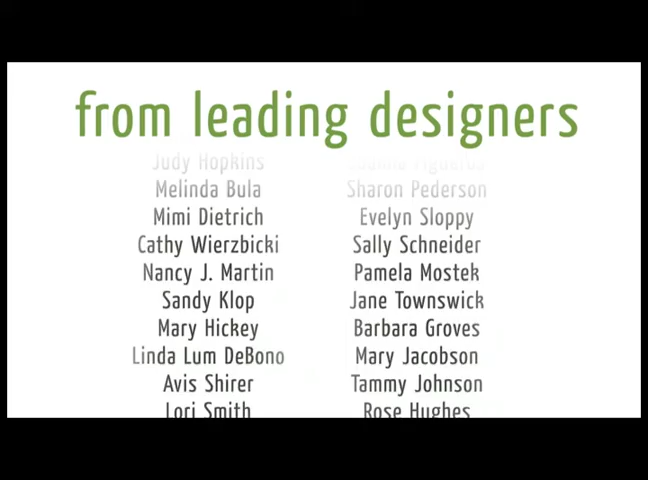 from leading designers
Judy Hopkins
Melinda Bula
Mimi Dietrich
Cathy Wierzbicki
Nancy J. Martin
Sandy Klop
Mary Hickey
Linda Lum DeBono
Avis Shirer
Lori Smith
Sharon Pederson
Evelyn Sloppy
Sally Schneider
Pamela Mostek
Jane Townswick
Barbara Groves
Mary Jacobson
Tammy Johnson
Rose Hughes